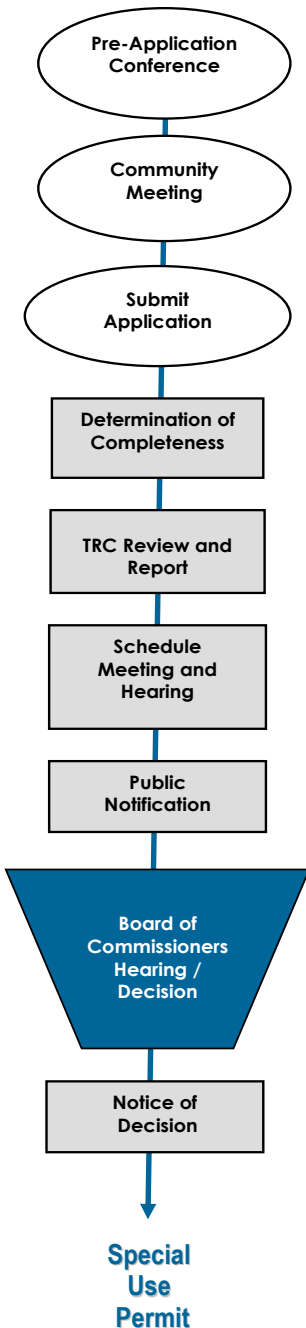 Pre-Application
Conference
Community
Meeting
Submit
Application
Determination of
Completeness
TRC Review and
Report
Schedule
Meeting and
Hearing
Public
Notification
Board of
Commissioners
Hearing /
Decision
Notice of
Decision
Special
Use
Permit